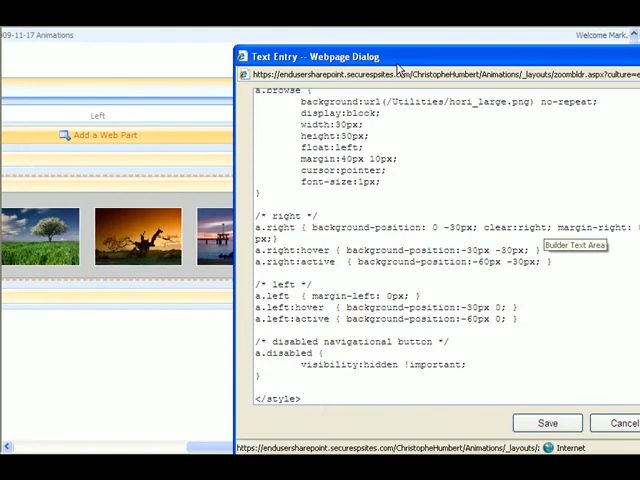 009-11-17 Animations
Welcome Mark.
Text Entry -- Webpage Dialog
https://endusersharepoint.securespsites.com/ChristopheHumbert/Animations/_layouts/zoombldr.aspx?culture=e
a.browse {
background:url(/Utilities/hori_large.png) no-repeat;
display:block;
width:30px;
height:30px;
float:left;
margin:40px 10px;
cursor:pointer;
font-size:1px;
}
Left
Add a Web Part
/* right */
a.right { background-position: 0 -30px; clear:right; margin-right: 0
px;}
Builder Text Area
a.right:hover { background-position:-30px -30px; }
a.right:active { background-position:-60px -30px; }
/* left */
a.left { margin-left: 0px; }
a.left:hover { background-position:-30px 0; }
a.left:active { background-position:-60px 0; }
/* disabled navigational button */
a.disabled {
visibility:hidden !important;
}
</style>
Save
Cancel
https://endusersharepoint.securespsites.com/ChristopheHumbert/Animations/_layouts/
Internet